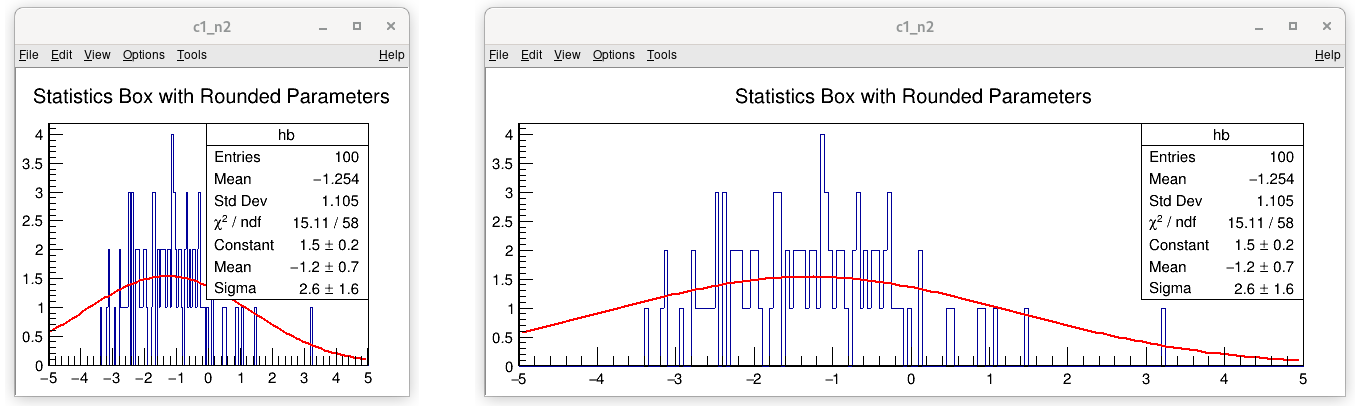 c1_n2
File Edit View Options Tools Help
Statistics Box with Rounded Parameters
hb
Entries 100
Mean −1.254
Std Dev 1.105
χ² / ndf 15.11 / 58
Constant 1.5 ± 0.2
Mean −1.2 ± 0.7
Sigma 2.6 ± 1.6
4
3.5
3
2.5
2
1.5
1
0.5
0
−5 −4 −3 −2 −1 0 1 2 3 4 5
c1_n2
File Edit View Options Tools Help
Statistics Box with Rounded Parameters
hb
Entries 100
Mean −1.254
Std Dev 1.105
χ² / ndf 15.11 / 58
Constant 1.5 ± 0.2
Mean −1.2 ± 0.7
Sigma 2.6 ± 1.6
4
3.5
3
2.5
2
1.5
1
0.5
0
−5 −4 −3 −2 −1 0 1 2 3 4 5